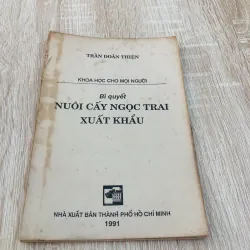 TRẦN DOÃN THIỆN
KHOA HỌC CHO MỌI NGƯỜI
Bí quyết
NUÔI CẤY NGỌC TRAI
XUẤT KHẨU
NHÀ XUẤT BẢN THÀNH PHỐ HỒ CHÍ MINH
1991